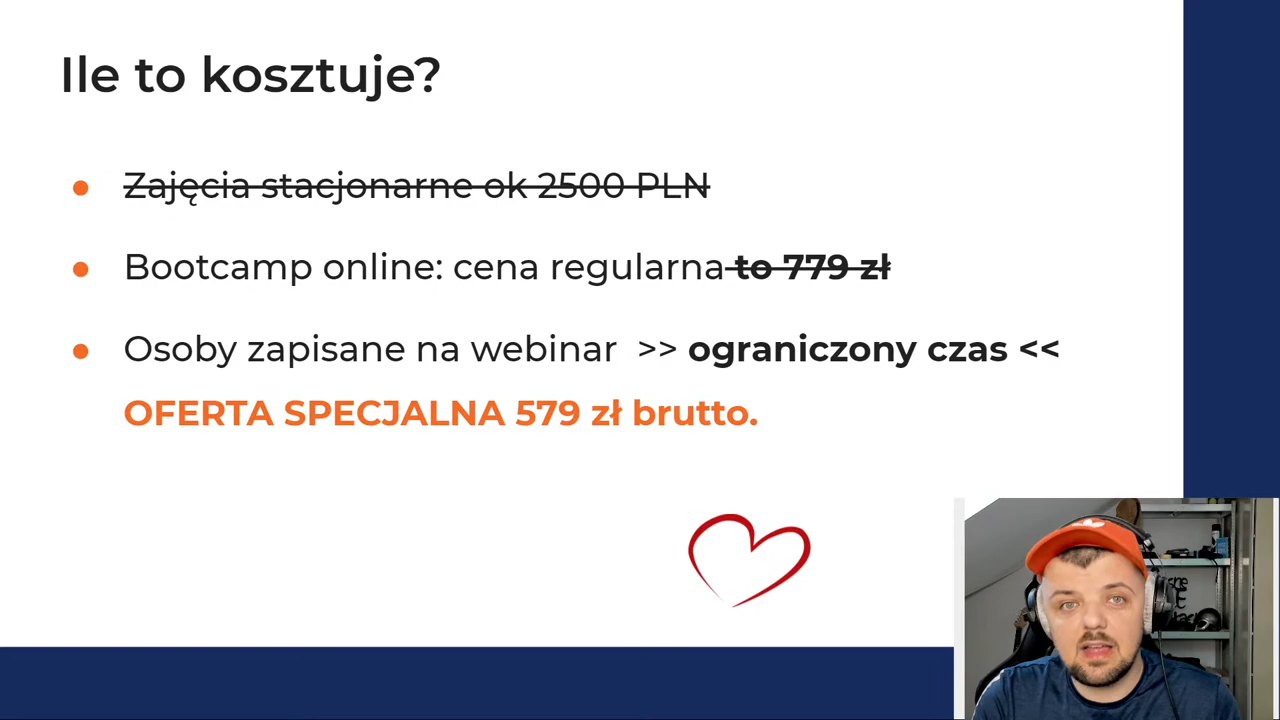 Ile to kosztuje?
Zajęcia stacjonarne ok 2500 PLN
Bootcamp online: cena regularna to 779 zł
Osoby zapisane na webinar >> ograniczony czas <<
OFERTA SPECJALNA 579 zł brutto.